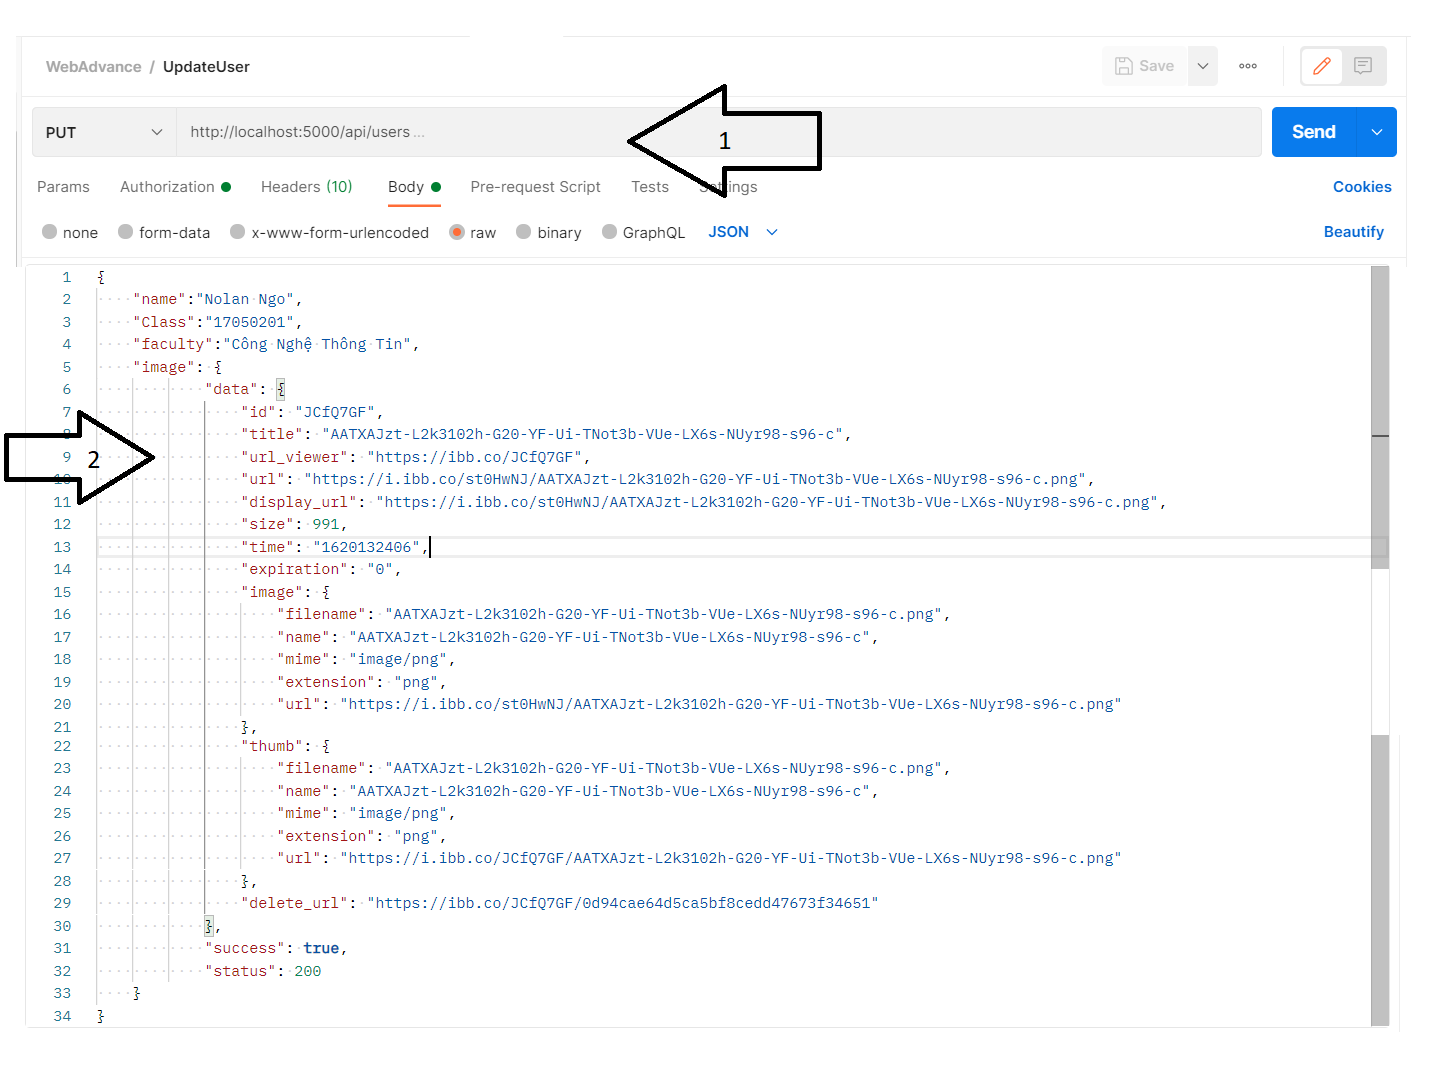 WebAdvance / UpdateUser
Save
PUT
http://localhost:5000/api/users ...
1
Send
Params Authorization Headers (10) Body Pre-request Script Tests Settings Cookies
none form-data x-www-form-urlencoded raw binary GraphQL JSON Beautify
1 {
2 "name":"Nolan Ngo",
3 "Class":"17050201",
4 "faculty":"Công Nghệ Thông Tin",
5 "image": {
6 "data": {
7 "id": "JCfQ7GF",
8 "title": "AATXAJzt-L2k3102h-G20-YF-Ui-TNot3b-VUe-LX6s-NUyr98-s96-c",
9 "url_viewer": "https://ibb.co/JCfQ7GF",
2
10 "url": "https://i.ibb.co/st0HwNJ/AATXAJzt-L2k3102h-G20-YF-Ui-TNot3b-VUe-LX6s-NUyr98-s96-c.png",
11 "display_url": "https://i.ibb.co/st0HwNJ/AATXAJzt-L2k3102h-G20-YF-Ui-TNot3b-VUe-LX6s-NUyr98-s96-c.png",
12 "size": 991,
13 "time": "1620132406",
14 "expiration": "0",
15 "image": {
16 "filename": "AATXAJzt-L2k3102h-G20-YF-Ui-TNot3b-VUe-LX6s-NUyr98-s96-c.png",
17 "name": "AATXAJzt-L2k3102h-G20-YF-Ui-TNot3b-VUe-LX6s-NUyr98-s96-c",
18 "mime": "image/png",
19 "extension": "png",
20 "url": "https://i.ibb.co/st0HwNJ/AATXAJzt-L2k3102h-G20-YF-Ui-TNot3b-VUe-LX6s-NUyr98-s96-c.png"
21 },
22 "thumb": {
23 "filename": "AATXAJzt-L2k3102h-G20-YF-Ui-TNot3b-VUe-LX6s-NUyr98-s96-c.png",
24 "name": "AATXAJzt-L2k3102h-G20-YF-Ui-TNot3b-VUe-LX6s-NUyr98-s96-c",
25 "mime": "image/png",
26 "extension": "png",
27 "url": "https://i.ibb.co/JCfQ7GF/AATXAJzt-L2k3102h-G20-YF-Ui-TNot3b-VUe-LX6s-NUyr98-s96-c.png"
28 },
29 "delete_url": "https://ibb.co/JCfQ7GF/0d94cae64d5ca5bf8cedd47673f34651"
30 },
31 "success": true,
32 "status": 200
33 }
34 }